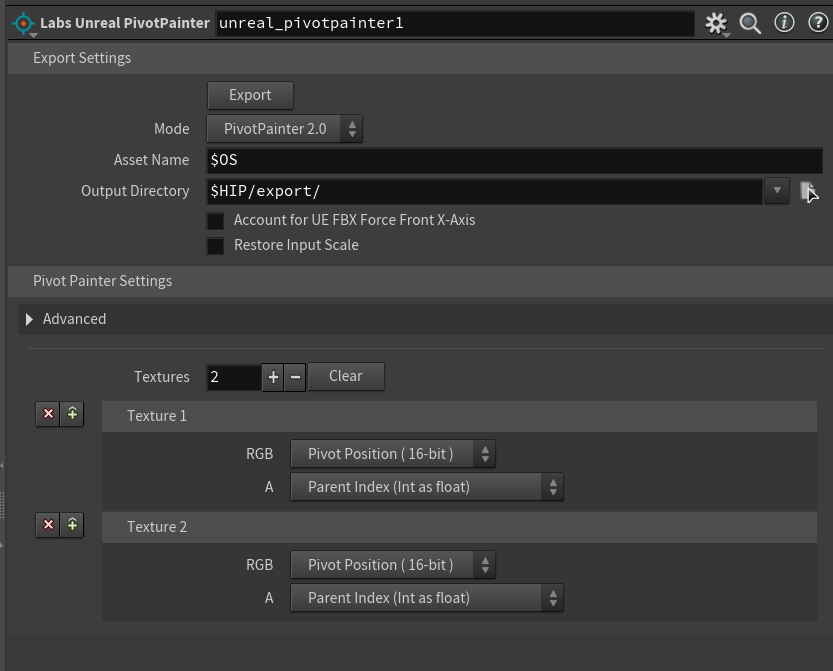 Labs Unreal PivotPainter unreal_pivotpainter1
Export Settings
Export
Mode PivotPainter 2.0
Asset Name $OS
Output Directory $HIP/export/
Account for UE FBX Force Front X-Axis
Restore Input Scale
Pivot Painter Settings
Advanced
Textures 2 + − Clear
Texture 1
RGB Pivot Position ( 16-bit )
A Parent Index (Int as float)
Texture 2
RGB Pivot Position ( 16-bit )
A Parent Index (Int as float)